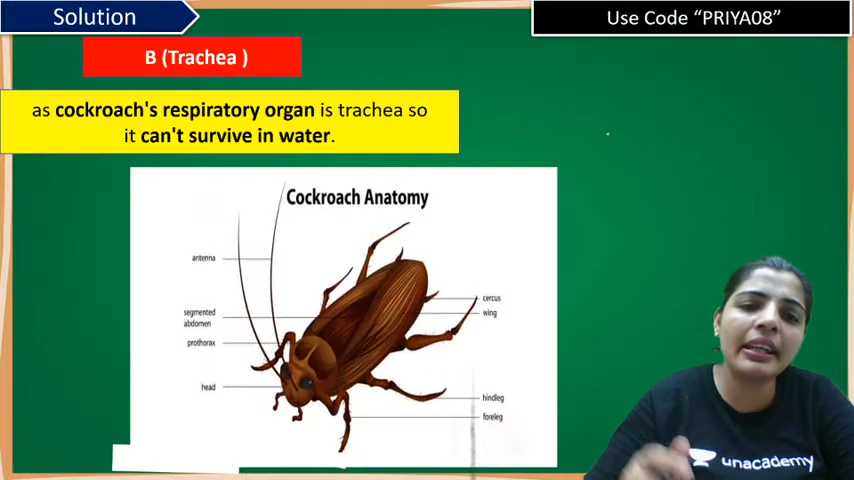 Solution
Use Code “PRIYA08”
B (Trachea )
as cockroach's respiratory organ is trachea so
it can't survive in water.
Cockroach Anatomy
antenna
segmented
abdomen
prothorax
head
cercus
wing
hindleg
foreleg
unacademy